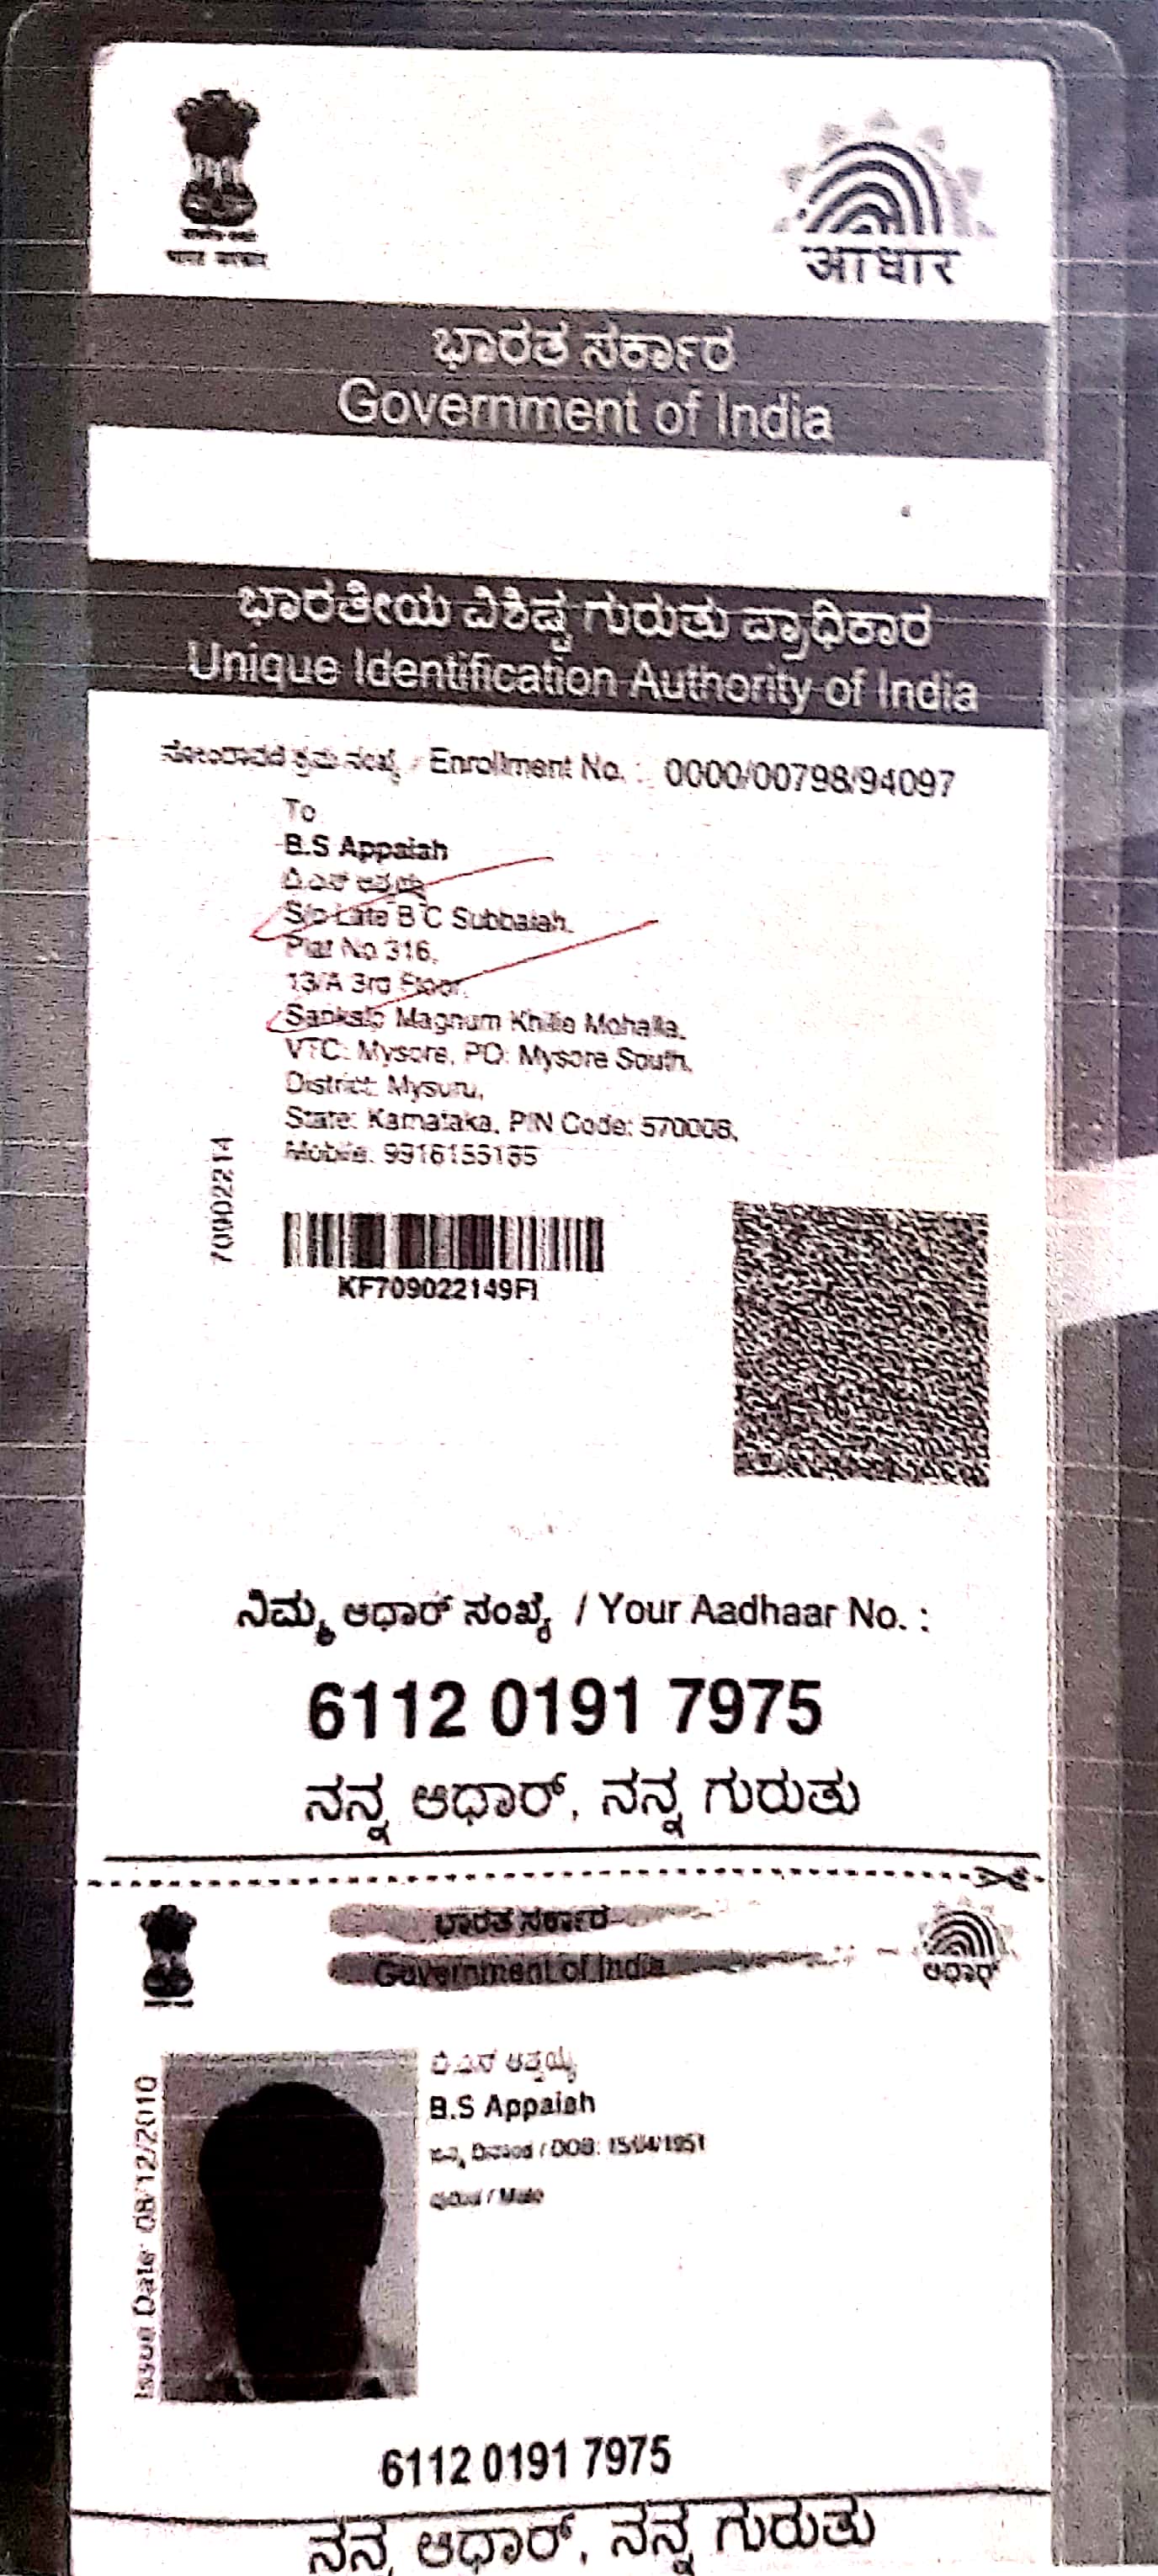 भारत सरकार
आधार
ಭಾರತ ಸರ್ಕಾರ
Government of India
ಭಾರತೀಯ ವಿಶಿಷ್ಟ ಗುರುತು ಪ್ರಾಧಿಕಾರ
Unique Identification Authority of India
ಕ್ರಮ ಸಂಖ್ಯೆ / Enrollment No. : 0000/00798/94097
To
B.S Appaiah
S/o Late B C Subbaiah,
Flat No 316,
13/A 3rd Floor,
Magnum Mohalla,
VTC: Mysore, PO: Mysore South,
District: Mysuru,
State: Karnataka, PIN Code: 570008,
Mobile:
70902214
KF709022149FI
ನಿಮ್ಮ ಆಧಾರ್ ಸಂಖ್ಯೆ / Your Aadhaar No. :
6112 0191 7975
ನನ್ನ ಆಧಾರ್, ನನ್ನ ಗುರುತು
ಭಾರತ ಸರ್ಕಾರ
Government of India
ಆಧಾರ್
Issue Date: 08/12/2010
B.S Appaiah
/ DOB: 15/04/1951
/ Male
6112 0191 7975
ನನ್ನ ಆಧಾರ್, ನನ್ನ ಗುರುತು